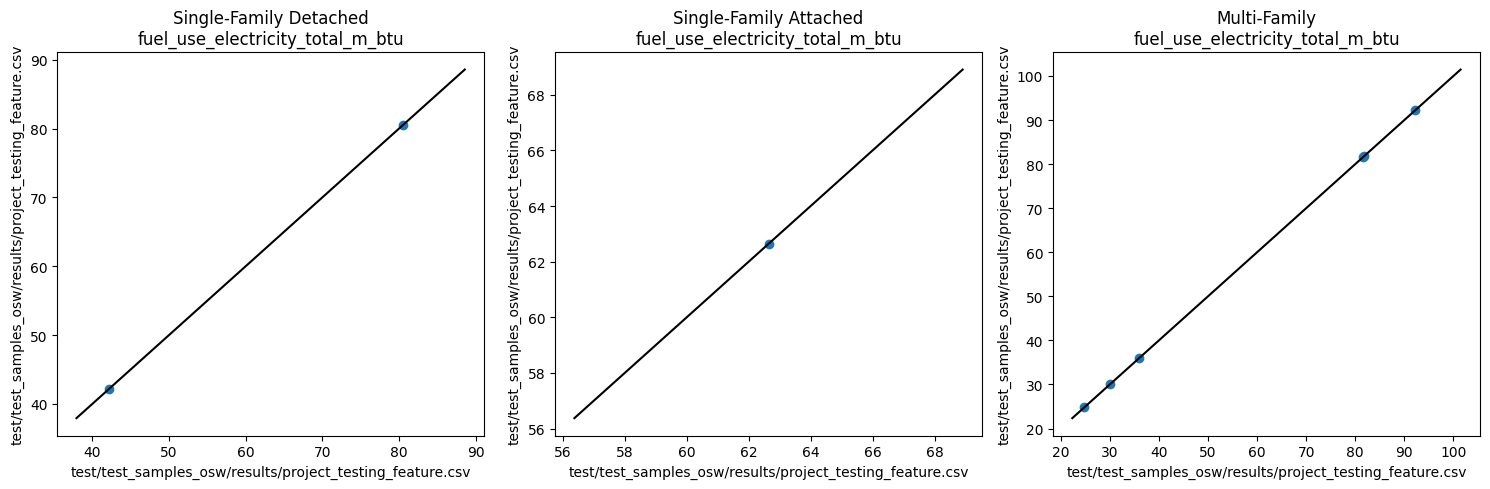 Single-Family Detached
fuel_use_electricity_total_m_btu
test/test_samples_osw/results/project_testing_feature.csv
90
80
70
60
50
40
40 50 60 70 80 90
test/test_samples_osw/results/project_testing_feature.csv
Single-Family Attached
fuel_use_electricity_total_m_btu
test/test_samples_osw/results/project_testing_feature.csv
68
66
64
62
60
58
56
56 58 60 62 64 66 68
test/test_samples_osw/results/project_testing_feature.csv
Multi-Family
fuel_use_electricity_total_m_btu
test/test_samples_osw/results/project_testing_feature.csv
100
90
80
70
60
50
40
30
20
20 30 40 50 60 70 80 90 100
test/test_samples_osw/results/project_testing_feature.csv